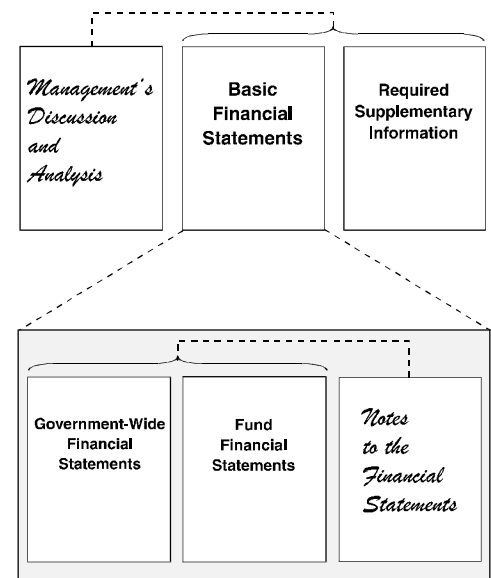 Management's
Discussion
and
Analysis
Basic
Financial
Statements
Required
Supplementary
Information
Government-Wide
Financial
Statements
Fund
Financial
Statements
Notes
to the
Financial
Statements